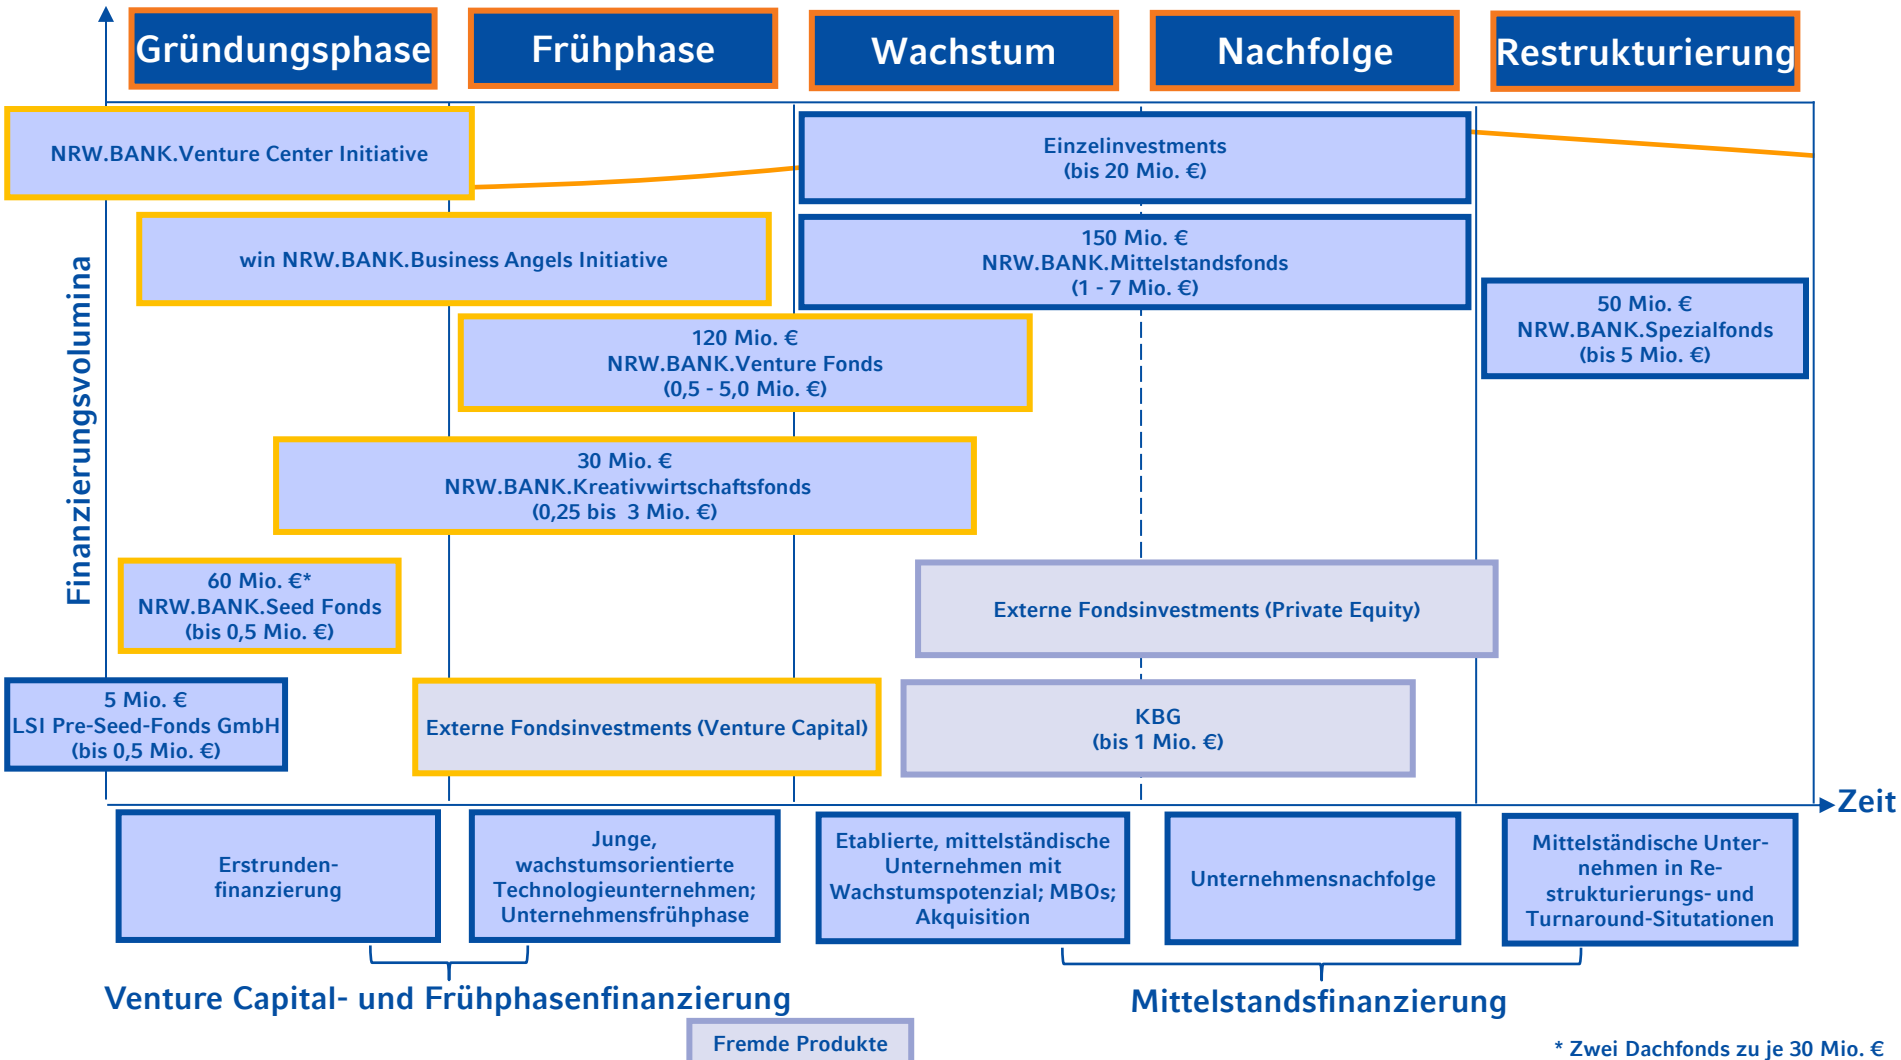 Gründungsphase
Frühphase
Wachstum
Nachfolge
Restrukturierung
Finanzierungsvolumina
NRW.BANK.Venture Center Initiative
Einzelinvestments
(bis 20 Mio. €)
win NRW.BANK.Business Angels Initiative
150 Mio. €
NRW.BANK.Mittelstandsfonds
(1 - 7 Mio. €)
50 Mio. €
NRW.BANK.Spezialfonds
(bis 5 Mio. €)
120 Mio. €
NRW.BANK.Venture Fonds
(0,5 - 5,0 Mio. €)
30 Mio. €
NRW.BANK.Kreativwirtschaftsfonds
(0,25 bis  3 Mio. €)
60 Mio. €*
NRW.BANK.Seed Fonds
(bis 0,5 Mio. €)
Externe Fondsinvestments (Private Equity)
5 Mio. €
LSI Pre-Seed-Fonds GmbH
(bis 0,5 Mio. €)
Externe Fondsinvestments (Venture Capital)
KBG
(bis 1 Mio. €)
Zeit
Erstrunden-
finanzierung
Junge,
wachstumsorientierte
Technologieunternehmen;
Unternehmensfrühphase
Etablierte, mittelständische
Unternehmen mit
Wachstumspotenzial; MBOs;
Akquisition
Unternehmensnachfolge
Mittelständische Unter-
nehmen in Re-
strukturierungs- und
Turnaround-Situtationen
Venture Capital- und Frühphasenfinanzierung
Mittelstandsfinanzierung
Fremde Produkte
* Zwei Dachfonds zu je 30 Mio. €